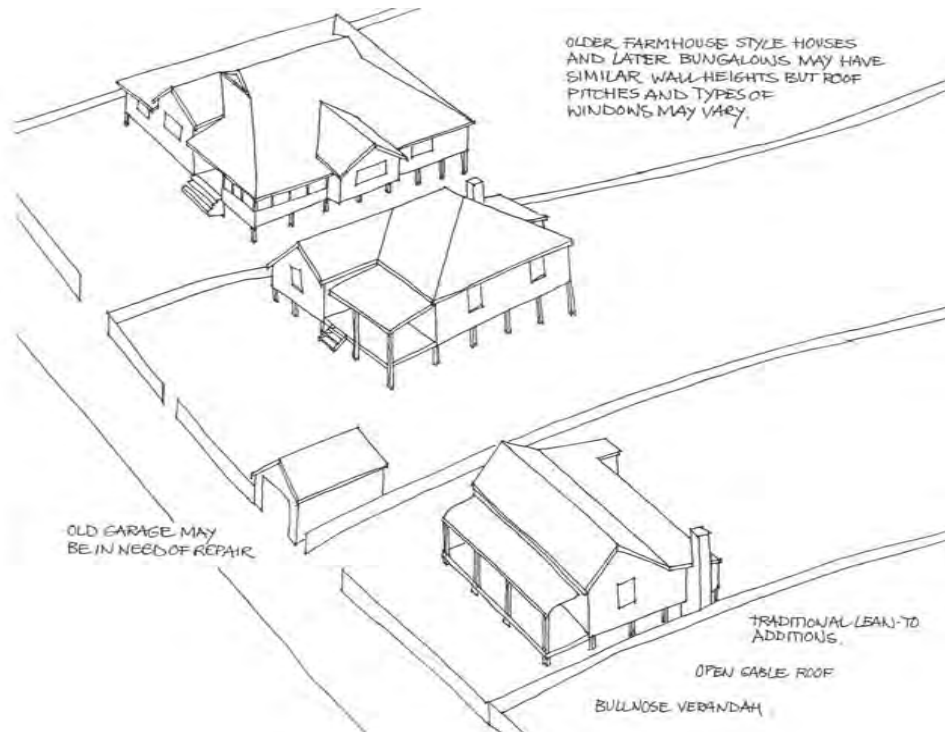 OLDER FARMHOUSE STYLE HOUSES
AND LATER BUNGALOWS MAY HAVE
SIMILAR WALL HEIGHTS BUT ROOF
PITCHES AND TYPES OF
WINDOWS MAY VARY.
OLD GARAGE MAY
BE IN NEED OF REPAIR
TRADITIONAL LEAN-TO
ADDITIONS.
OPEN GABLE ROOF
BULLNOSE VERANDAH